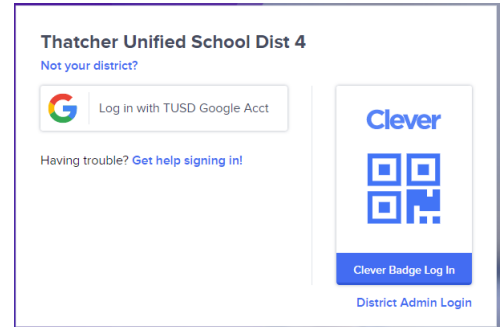 Thatcher Unified School Dist 4
Not your district?
Log in with TUSD Google Acct
Having trouble? Get help signing in!
Clever
Clever Badge Log In
District Admin Login